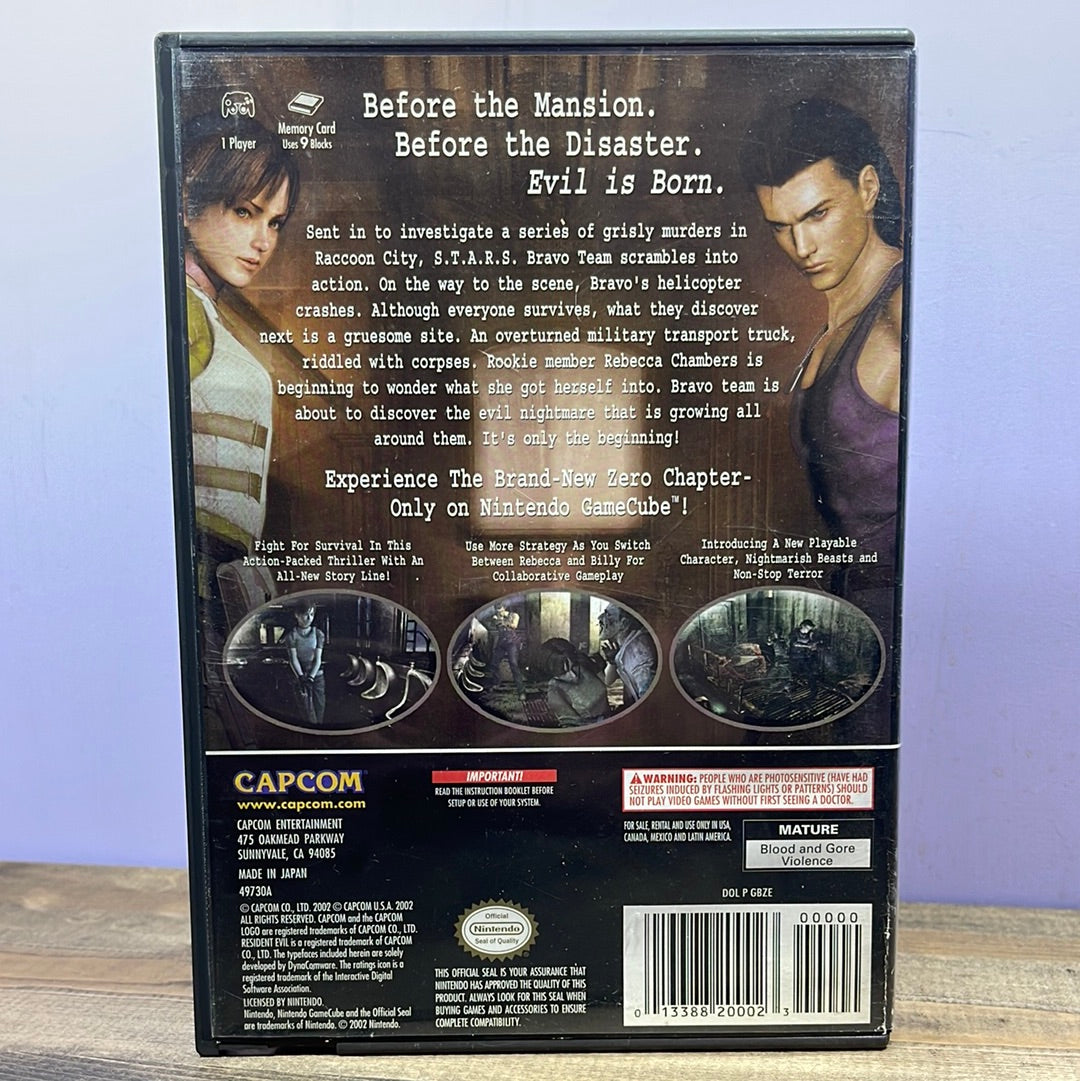 1 Player
Memory Card
Uses 9 Blocks
Before the Mansion.
Before the Disaster.
Evil is Born.
Sent in to investigate a series of grisly murders in
Raccoon City, S.T.A.R.S. Bravo Team scrambles into
action. On the way to the scene, Bravo's helicopter
crashes. Although everyone survives, what they discover
next is a gruesome site. An overturned military transport truck,
riddled with corpses. Rookie member Rebecca Chambers is
beginning to wonder what she got herself into. Bravo team is
about to discover the evil nightmare that is growing all
around them. It's only the beginning!
Experience The Brand-New Zero Chapter-
Only on Nintendo GameCube™!
Fight For Survival In This
Action-Packed Thriller With An
All-New Story Line!
Use More Strategy As You Switch
Between Rebecca and Billy For
Collaborative Gameplay
Introducing A New Playable
Character, Nightmarish Beasts and
Non-Stop Terror
CAPCOM®
www.capcom.com
CAPCOM ENTERTAINMENT
475 OAKMEAD PARKWAY
SUNNYVALE, CA 94085
MADE IN JAPAN
49730A
© CAPCOM CO., LTD. 2002 © CAPCOM U.S.A. 2002
ALL RIGHTS RESERVED. CAPCOM and the CAPCOM
LOGO are registered trademarks of CAPCOM CO., LTD.
RESIDENT EVIL is a registered trademark of CAPCOM
CO., LTD. The typefaces included herein are solely
developed by DynaComware. The ratings icon is a
registered trademark of the Interactive Digital
Software Association.
LICENSED BY NINTENDO.
Nintendo, Nintendo GameCube and the Official Seal
are trademarks of Nintendo. © 2002 Nintendo.
IMPORTANT!
READ THE INSTRUCTION BOOKLET BEFORE
SETUP OR USE OF YOUR SYSTEM.
Official
Nintendo
Seal of Quality
THIS OFFICIAL SEAL IS YOUR ASSURANCE THAT
NINTENDO HAS APPROVED THE QUALITY OF THIS
PRODUCT. ALWAYS LOOK FOR THIS SEAL WHEN
BUYING GAMES AND ACCESSORIES TO ENSURE
COMPLETE COMPATIBILITY.
WARNING: PEOPLE WHO ARE PHOTOSENSITIVE (HAVE HAD
SEIZURES INDUCED BY FLASHING LIGHTS OR PATTERNS) SHOULD
NOT PLAY VIDEO GAMES WITHOUT FIRST SEEING A DOCTOR.
FOR SALE, RENTAL AND USE ONLY IN USA,
CANADA, MEXICO AND LATIN AMERICA.
MATURE
Blood and Gore
Violence
DOL P GBZE
00000
0 13388 20002 3